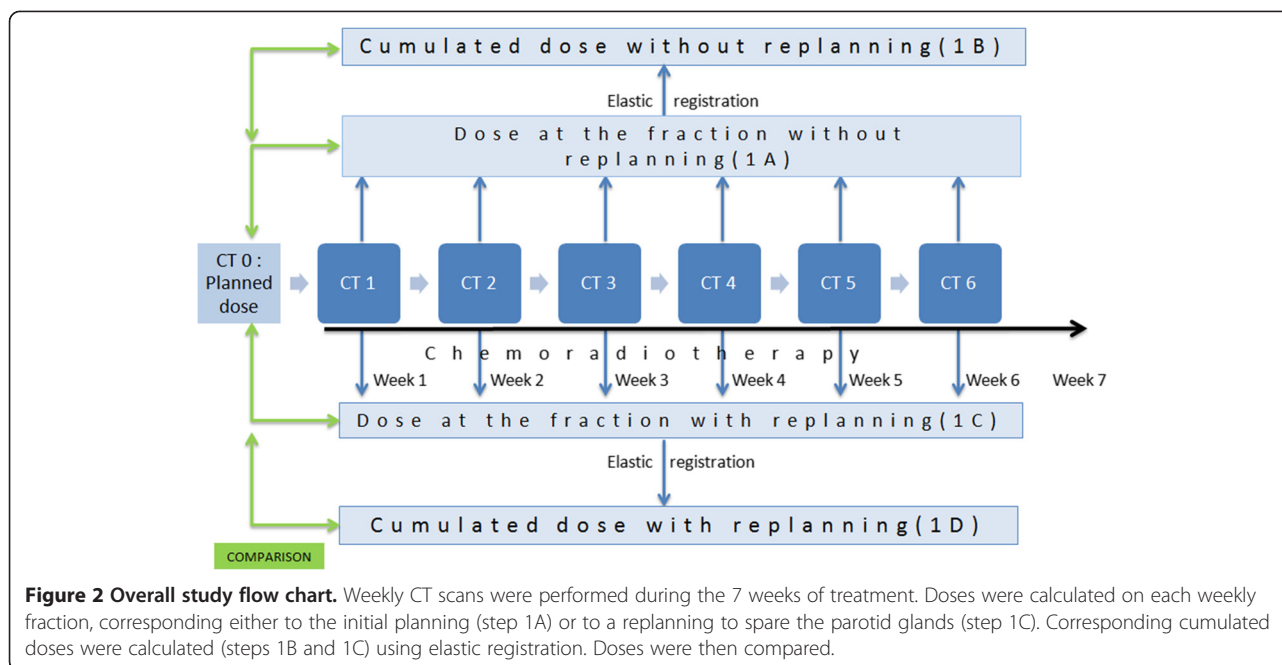 Cumulated dose without replanning(1B)
Elastic registration
Dose at the fraction without
replanning(1A)
CT 0 :
Planned
dose
CT 1
CT 2
CT 3
CT 4
CT 5
CT 6
Chemoradiotherapy
Week 1
Week 2
Week 3
Week 4
Week 5
Week 6
Week 7
Dose at the fraction with replanning(1C)
Elastic registration
Cumulated dose with replanning(1D)
COMPARISON
Figure 2 Overall study flow chart. Weekly CT scans were performed during the 7 weeks of treatment. Doses were calculated on each weekly
fraction, corresponding either to the initial planning (step 1A) or to a replanning to spare the parotid glands (step 1C). Corresponding cumulated
doses were calculated (steps 1B and 1C) using elastic registration. Doses were then compared.